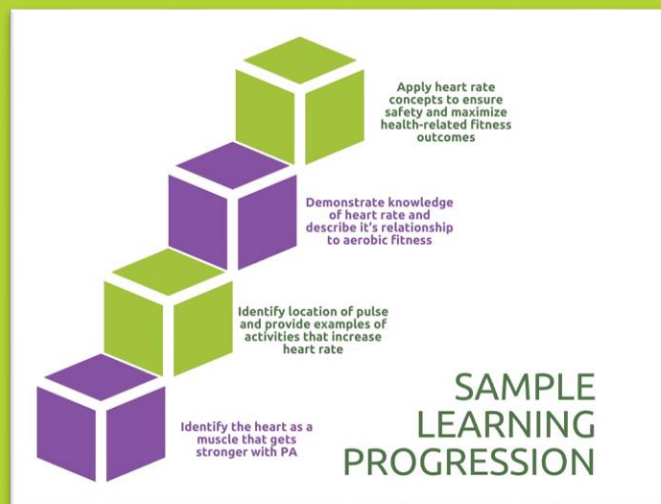 Apply heart rate
concepts to ensure
safety and maximize
health-related fitness
outcomes
Demonstrate knowledge
of heart rate and
describe it's relationship
to aerobic fitness
Identify location of pulse
and provide examples of
activities that increase
heart rate
Identify the heart as a
muscle that gets
stronger with PA
SAMPLE
LEARNING
PROGRESSION